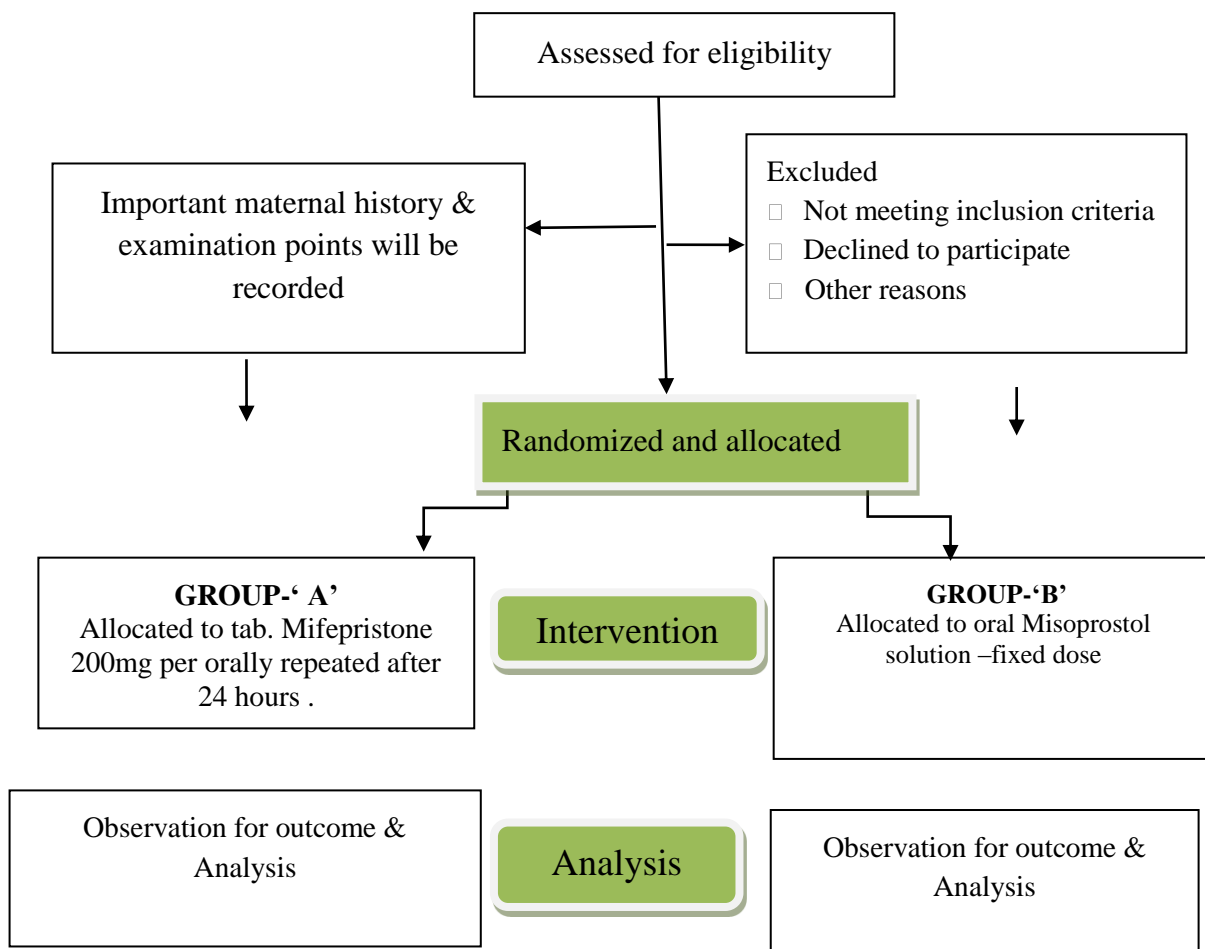 Assessed for eligibility
Important maternal history &
examination points will be
recorded
Excluded
Not meeting inclusion criteria
Declined to participate
Other reasons
Randomized and allocated
GROUP-‘ A’
Allocated to tab. Mifepristone
200mg per orally repeated after
24 hours .
Intervention
GROUP-‘B’
Allocated to oral Misoprostol
solution –fixed dose
Observation for outcome &
Analysis
Analysis
Observation for outcome &
Analysis